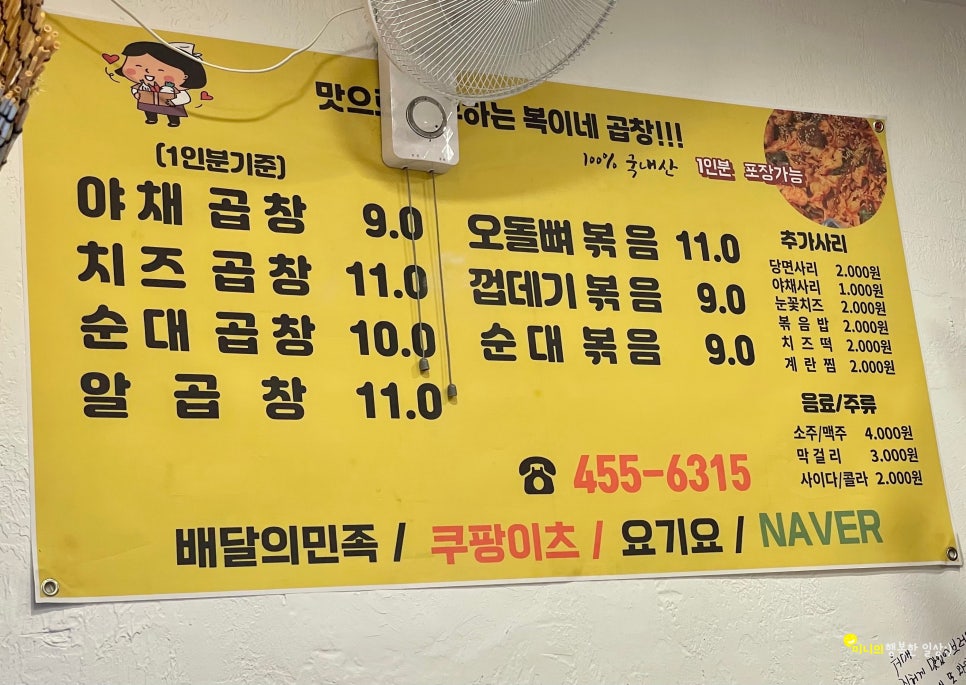 맛으 하는 복이네 곱창!!!
100% 국내산 1인분 포장가능
(1인분기준)
야채 곱창 9.0
치즈 곱창 11.0
순대 곱창 10.0
알 곱창 11.0
오돌뼈 볶음 11.0
껍데기 볶음 9.0
순대 볶음 9.0
추가사리
당면사리 2.000원
야채사리 1.000원
눈꽃치즈 2.000원
볶음밥 2.000원
치즈떡 2.000원
계란찜 2.000원
음료/주류
소주/맥주 4.000원
막걸리 3.000원
사이다/콜라 2.000원
☎ 455-6315
배달의민족 / 쿠팡이츠 / 요기요 / NAVER
미니의 행복한 일상